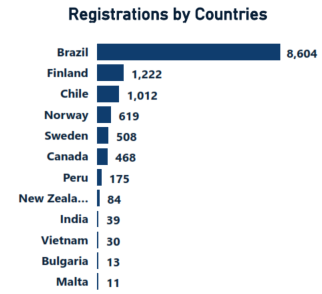 Registrations by Countries
Brazil 8,604
Finland 1,222
Chile 1,012
Norway 619
Sweden 508
Canada 468
Peru 175
New Zeala... 84
India 39
Vietnam 30
Bulgaria 13
Malta 11